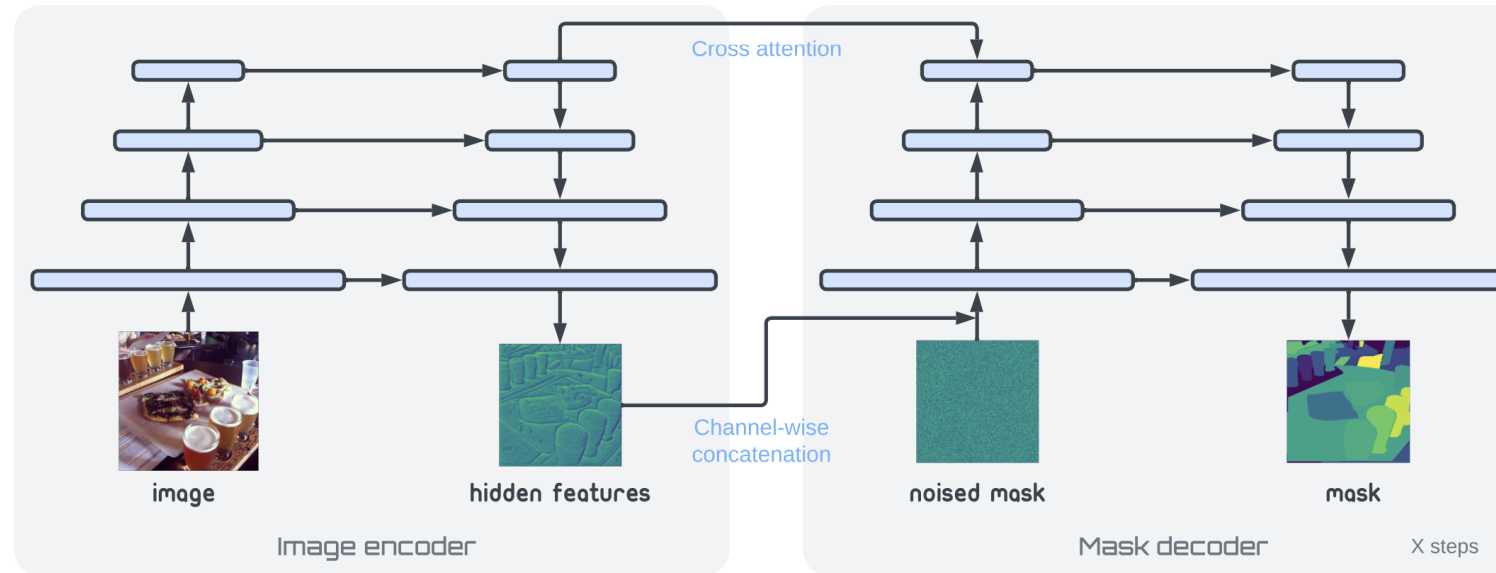 Cross attention
Channel-wise
concatenation
image
hidden features
noised mask
mask
Image encoder
Mask decoder
X steps